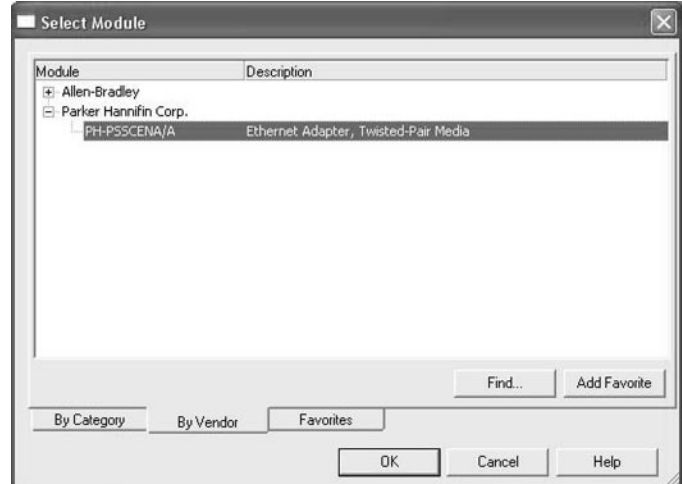 Select Module
Module Description
Allen-Bradley
Parker Hannifin Corp.
PH-PSSCENA/A Ethernet Adapter, Twisted-Pair Media
Find... Add Favorite
By Category By Vendor Favorites
OK Cancel Help